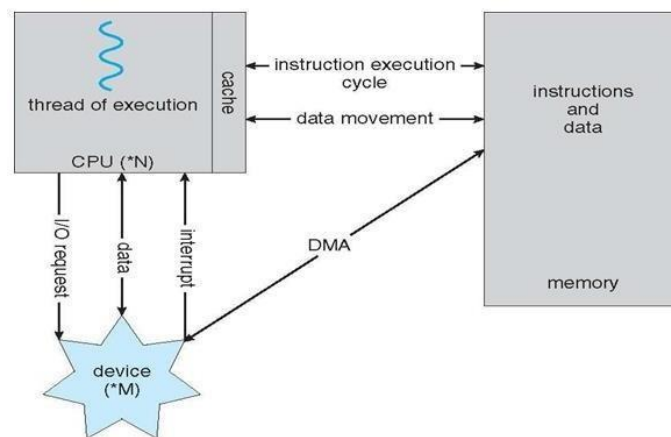 thread of execution
cache
CPU (*N)
instruction execution
cycle
data movement
instructions
and
data
memory
I/O request
data
interrupt
DMA
device
(*M)